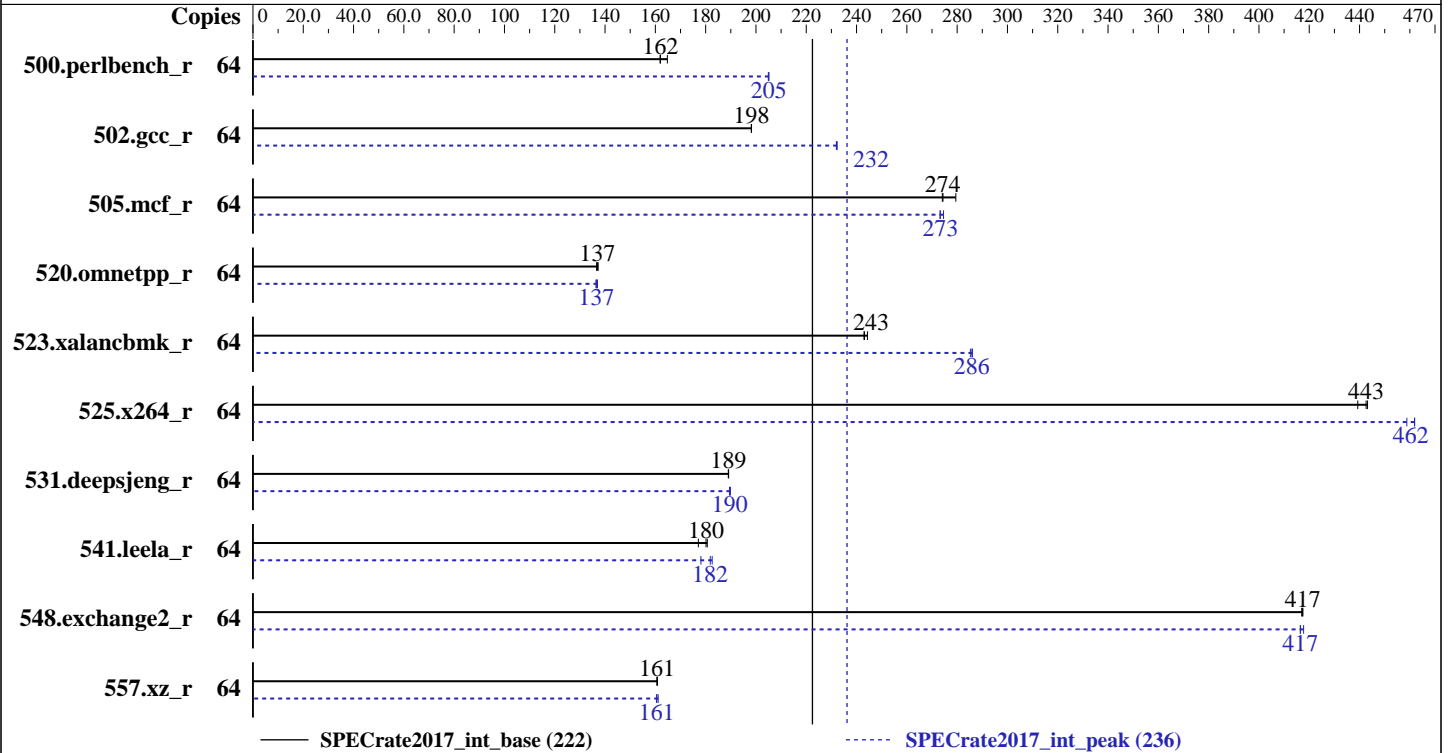 Copies 0 20.0 40.0 60.0 80.0 100 120 140 160 180 200 220 240 260 280 300 320 340 360 380 400 420 440 470
162
500.perlbench_r 64
205
198
502.gcc_r 64
232
274
505.mcf_r 64
273
137
520.omnetpp_r 64
137
243
523.xalancbmk_r 64
286
443
525.x264_r 64
462
189
531.deepsjeng_r 64
190
180
541.leela_r 64
182
417
548.exchange2_r 64
417
161
557.xz_r 64
161
SPECrate2017_int_base (222) SPECrate2017_int_peak (236)